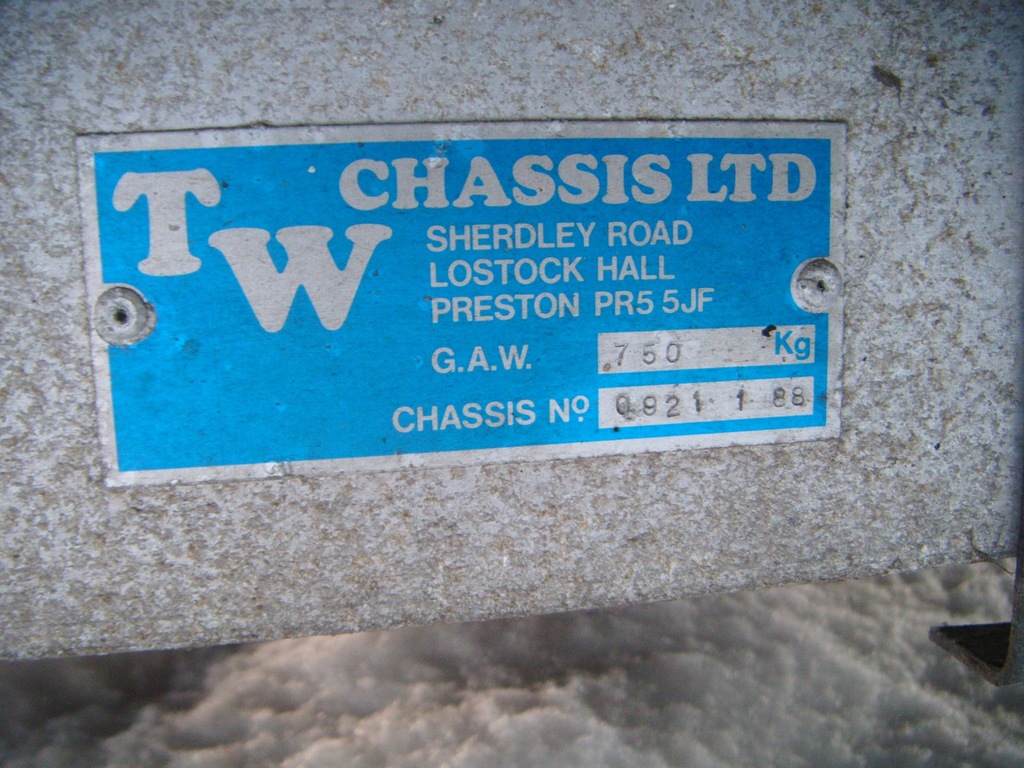 TW CHASSIS LTD
SHERDLEY ROAD
LOSTOCK HALL
PRESTON PR5 5JF
G.A.W. 750 Kg
CHASSIS Nº 0921 1 88